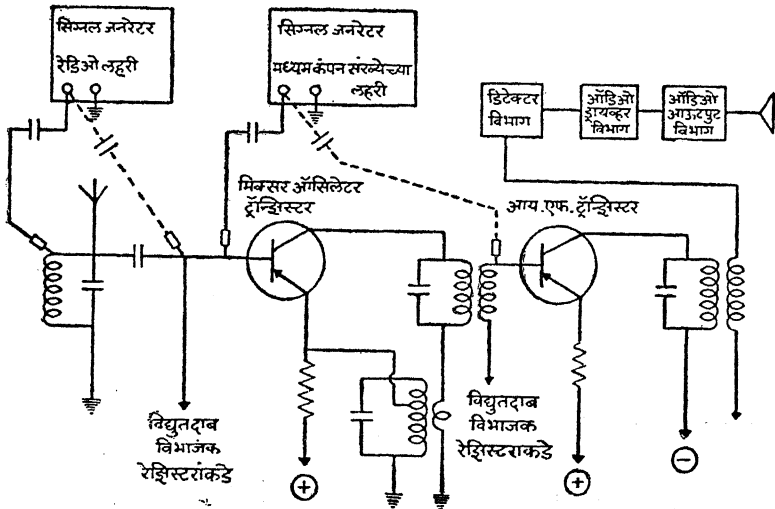 सिग्नल जनरेटर
रेडिओ लहरी
सिग्नल जनरेटर
मध्यम कंपन संख्येच्या
लहरी
डिटेक्टर
विभाग
ऑडिओ
ड्रायव्हर
विभाग
ऑडिओ
आऊटपुट
विभाग
मिक्सर ऑसिलेटर
ट्रॅान्झिस्टर
आय.एफ.ट्रॅान्झिस्टर
विद्युतदाब
विभाजक
रेझिस्टरांकडे
+
विद्युतदाब
विभाजक
रेझिस्टराकडे
+
−